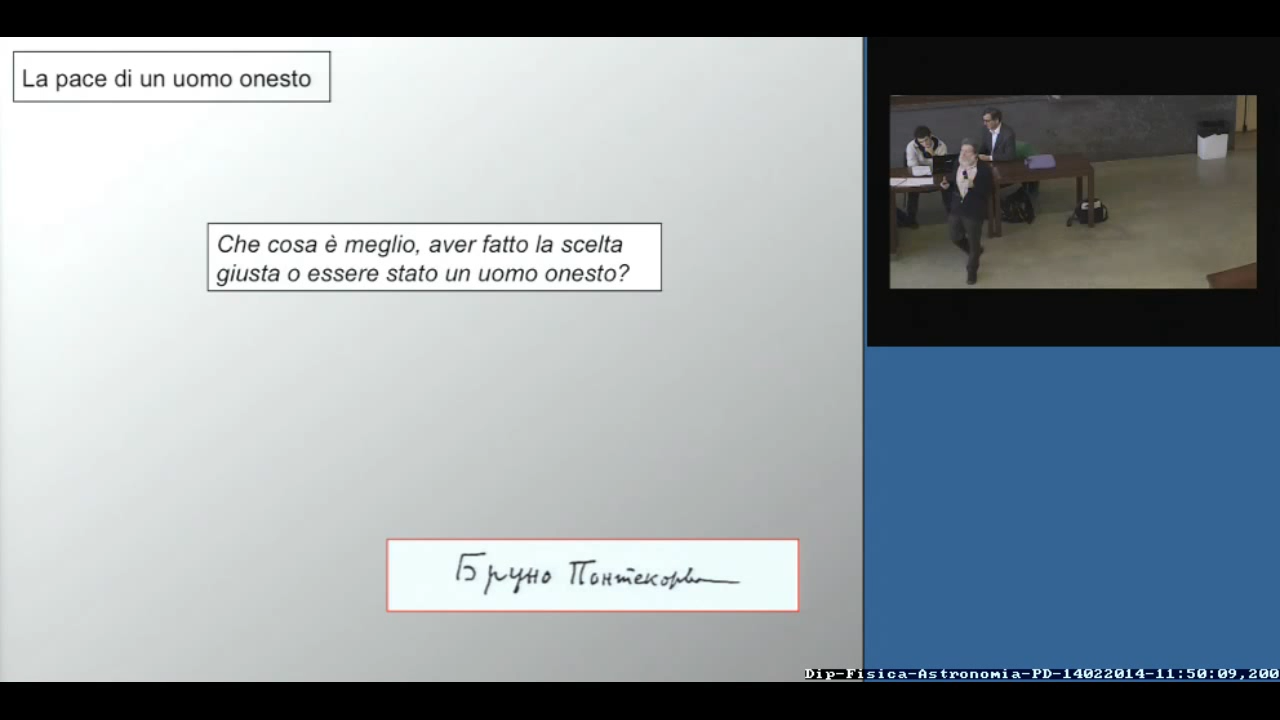 La pace di un uomo onesto
Che cosa è meglio, aver fatto la scelta
giusta o essere stato un uomo onesto?
Бруно Понтекорво
Dip-Fisica-Astronomia-PD-14022014-11:50:09,200